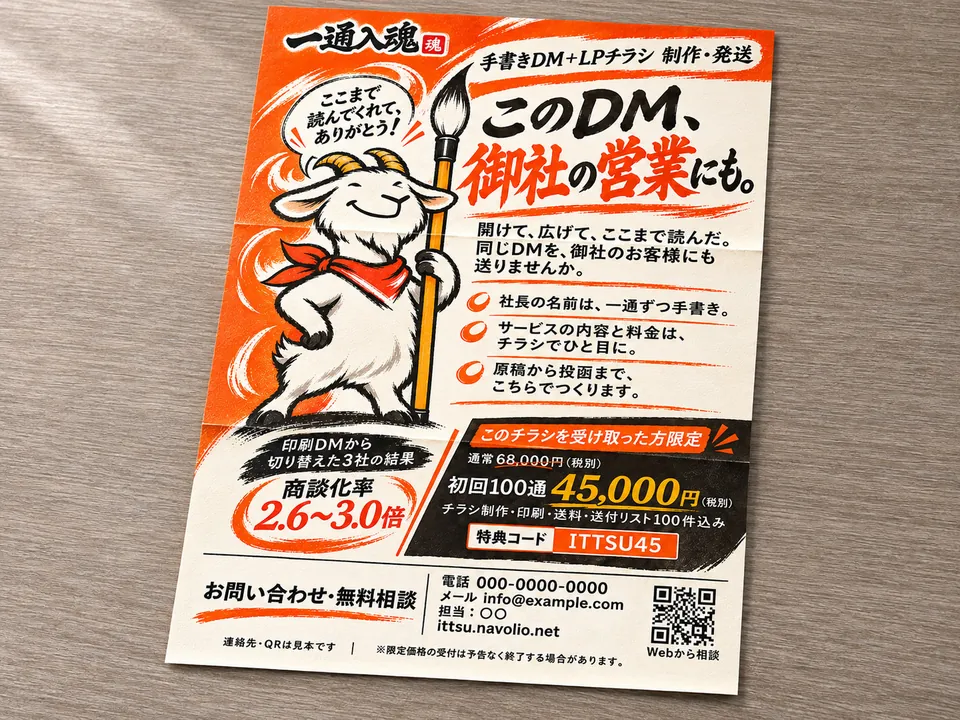 一通入魂 魂
手書きDM+LPチラシ 制作・発送
ここまで
読んでくれて、
ありがとう!
このDM、
御社の営業にも。
開けて、広げて、ここまで読んだ。
同じDMを、御社のお客様にも
送りませんか。
社長の名前は、一通ずつ手書き。
サービスの内容と料金は、
チラシでひと目に。
原稿から投函まで、
こちらでつくります。
印刷DMから
切り替えた3社の結果
商談化率
2.6〜3.0倍
このチラシを受け取った方限定
通常 68,000円(税別)
初回100通 45,000円(税別)
チラシ制作・印刷・送料・送付リスト100件込み
特典コード ITTSU45
お問い合わせ・無料相談
電話 000-0000-0000
メール info@example.com
担当:〇〇
ittsu.navolio.net
Webから相談
連絡先・QRは見本です | ※限定価格の受付は予告なく終了する場合があります。